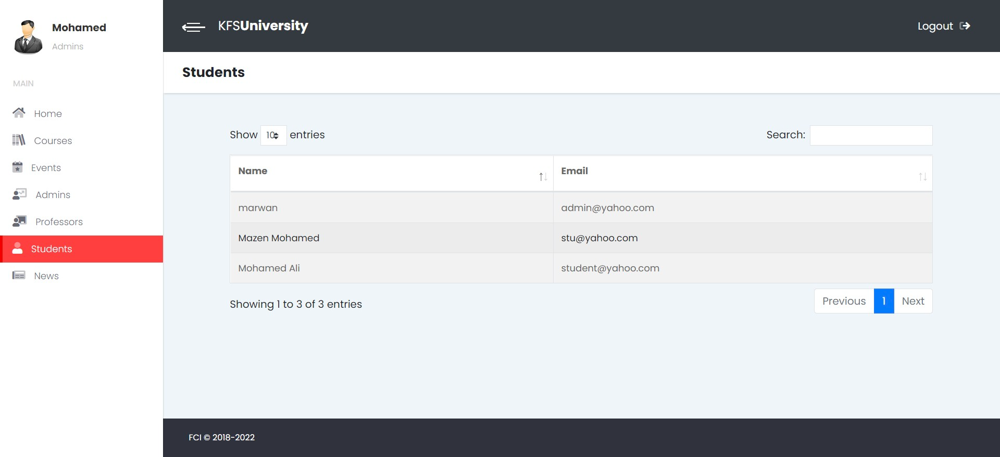 Mohamed
Admins
MAIN
Home
Courses
Events
Admins
Professors
Students
News
KFSUniversity
Logout
Students
Show 10 entries
Search:
Name Email
marwan admin@yahoo.com
Mazen Mohamed stu@yahoo.com
Mohamed Ali student@yahoo.com
Showing 1 to 3 of 3 entries
Previous 1 Next
FCI © 2018-2022